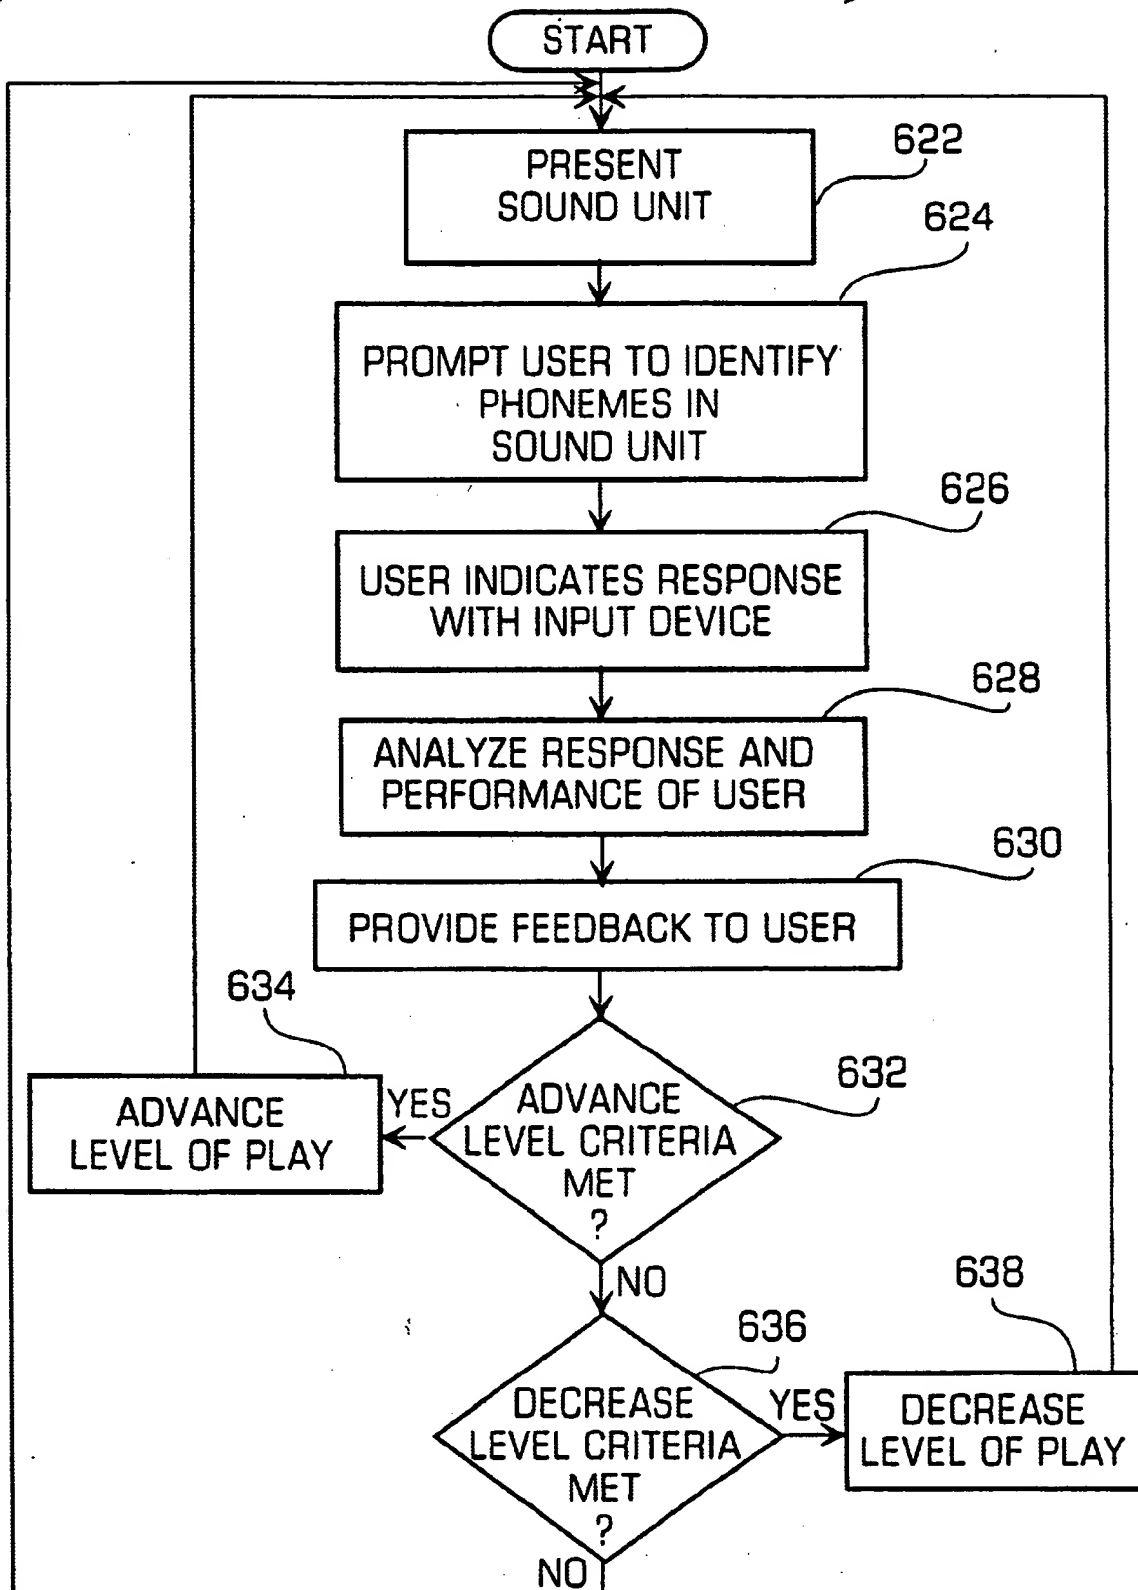 START
PRESENT
SOUND UNIT
622
624
PROMPT USER TO IDENTIFY
PHONEMES IN
SOUND UNIT
626
USER INDICATES RESPONSE
WITH INPUT DEVICE
628
ANALYZE RESPONSE AND
PERFORMANCE OF USER
630
PROVIDE FEEDBACK TO USER
634
632
ADVANCE
LEVEL OF PLAY
YES
ADVANCE
LEVEL CRITERIA
MET
?
NO
638
636
DECREASE
LEVEL CRITERIA
MET
?
YES
DECREASE
LEVEL OF PLAY
NO